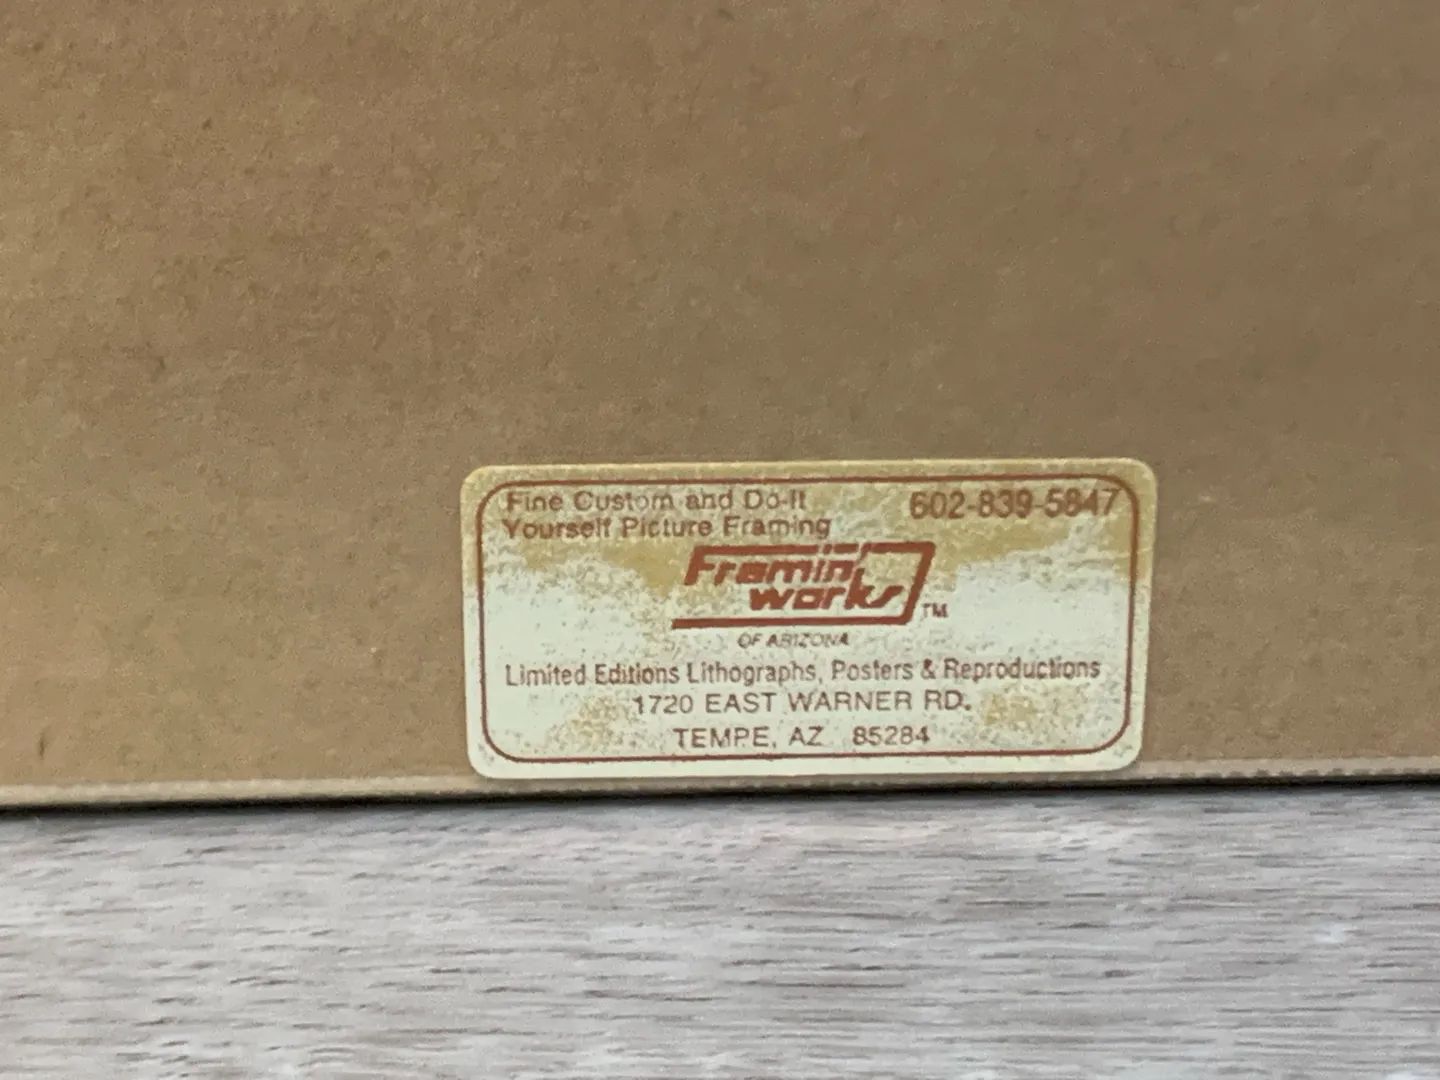 Fine Custom and Do-It
Yourself Picture Framing
602-839-5847
Framin'
works TM
OF ARIZONA
Limited Editions Lithographs, Posters & Reproductions
1720 EAST WARNER RD.
TEMPE, AZ 85284